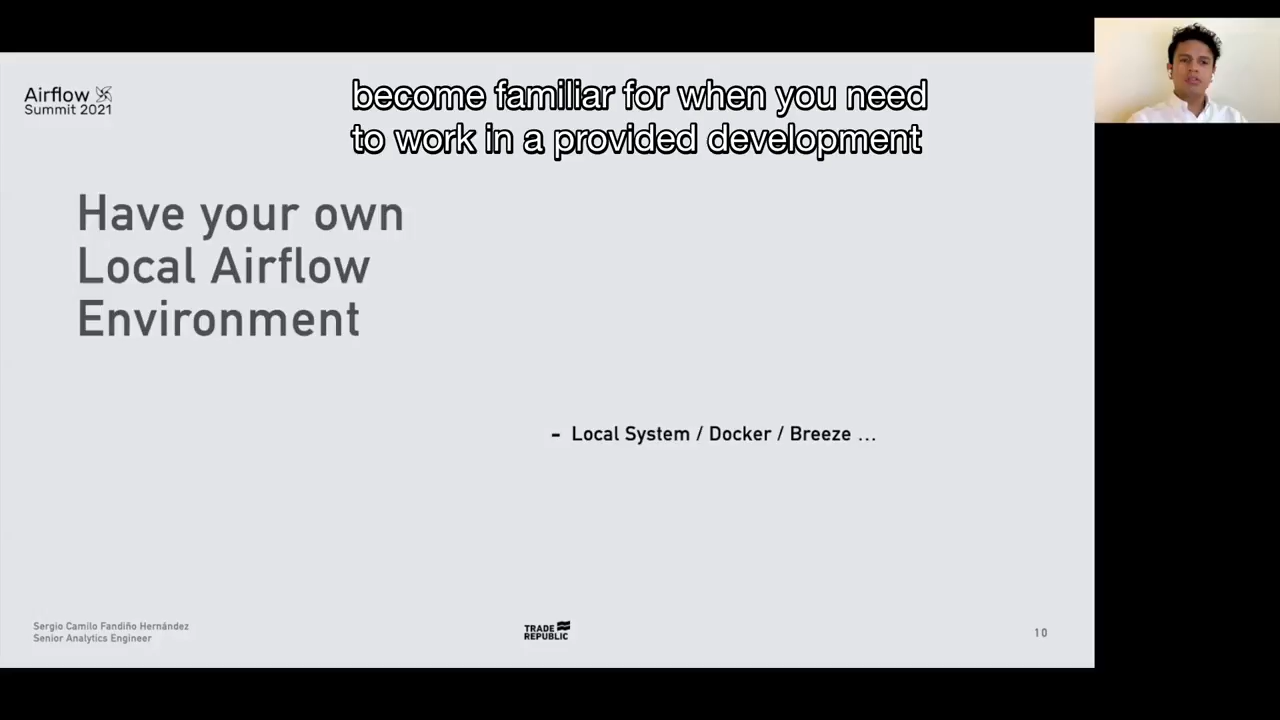 Airflow
Summit 2021
become familiar for when you need
to work in a provided development
Have your own
Local Airflow
Environment
- Local System / Docker / Breeze ...
Sergio Camilo Fandiño Hernández
Senior Analytics Engineer
TRADE
REPUBLIC
10